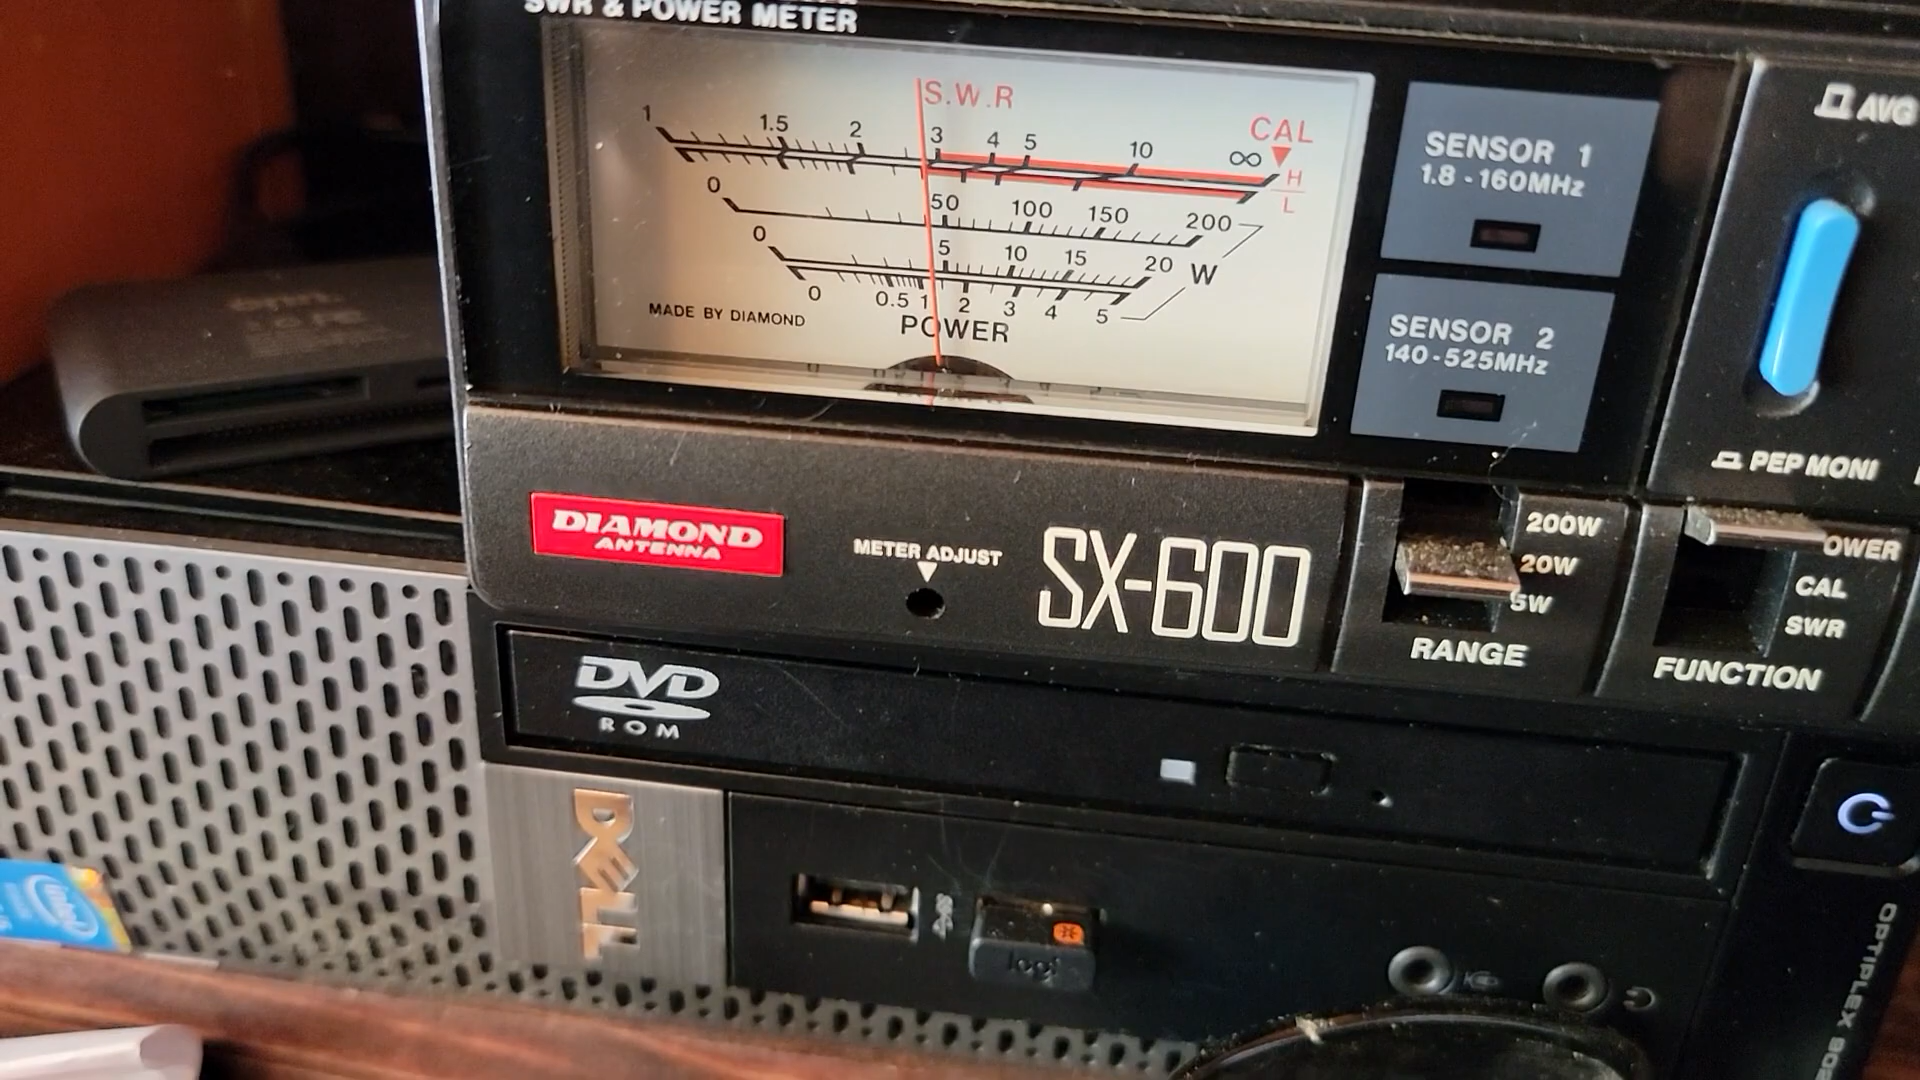 SWR & POWER METER
S.W.R
1 1.5 2 3 4 5 10 ∞ CAL
H
L
0 50 100 150 200
0 5 10 15 20 W
0 0.5 1 2 3 4 5
MADE BY DIAMOND
POWER
SENSOR 1
1.8-160MHz
SENSOR 2
140-525MHz
AVG
PEP MONI
DIAMOND
ANTENNA
METER ADJUST
SX-600
200W
20W
5W
RANGE
OWER
CAL
SWR
FUNCTION
DVD
ROM
DELL
intel
logi
OPTIPLEX 902